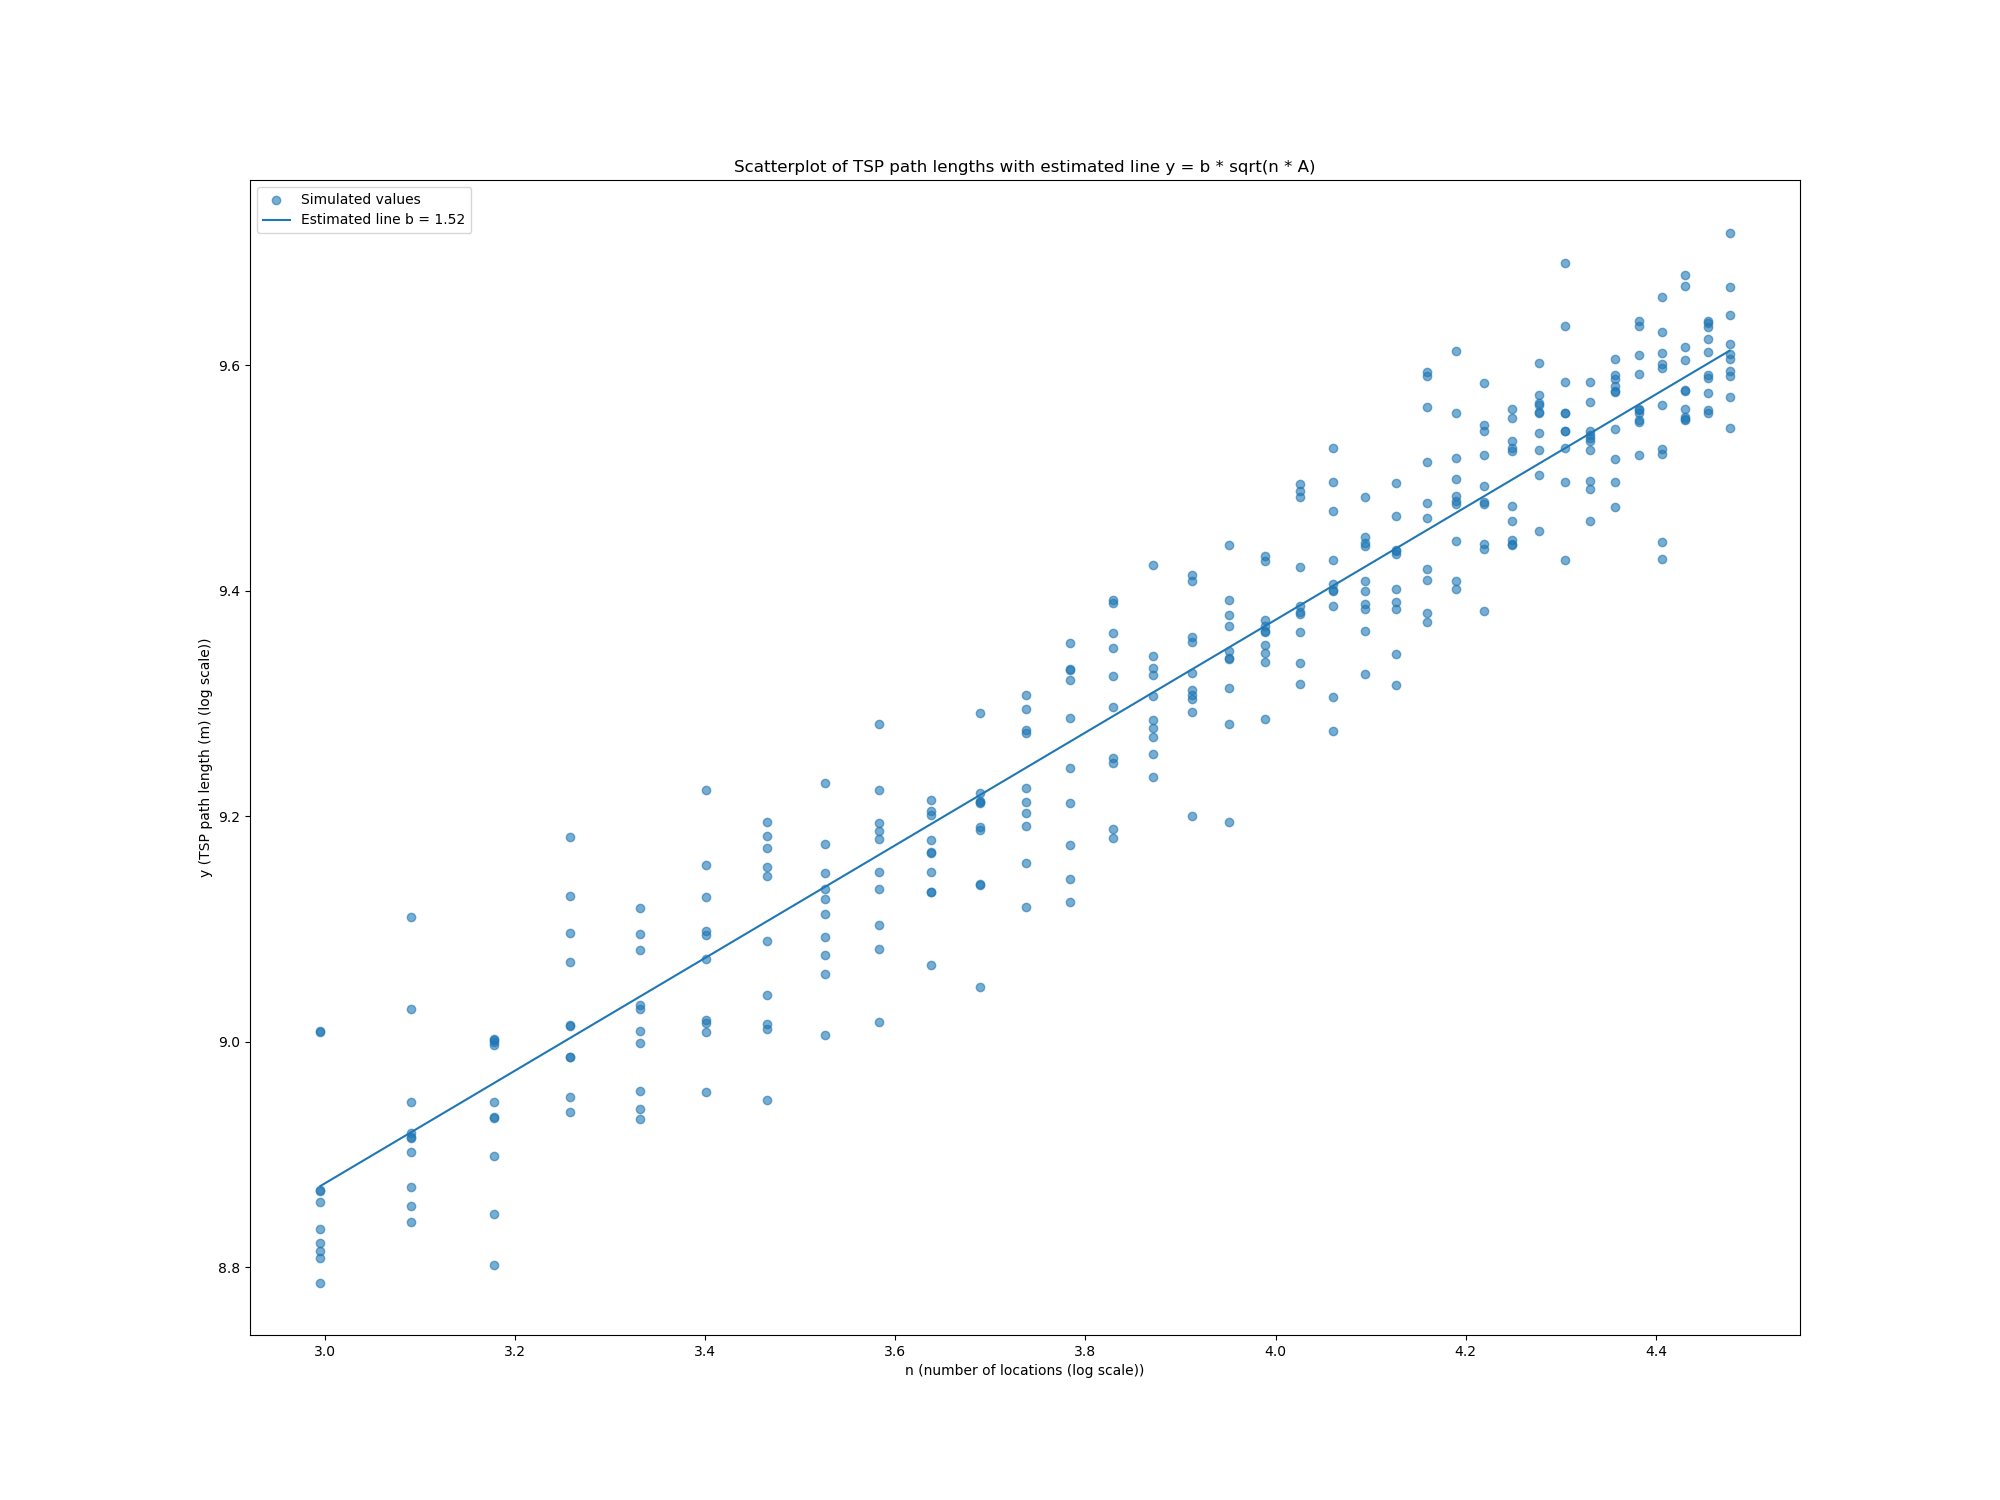 Scatterplot of TSP path lengths with estimated line y = b * sqrt(n * A)
Simulated values
Estimated line b = 1.52
9.6
9.4
9.2
9.0
8.8
y (TSP path length (m) (log scale))
3.0 3.2 3.4 3.6 3.8 4.0 4.2 4.4
n (number of locations (log scale))